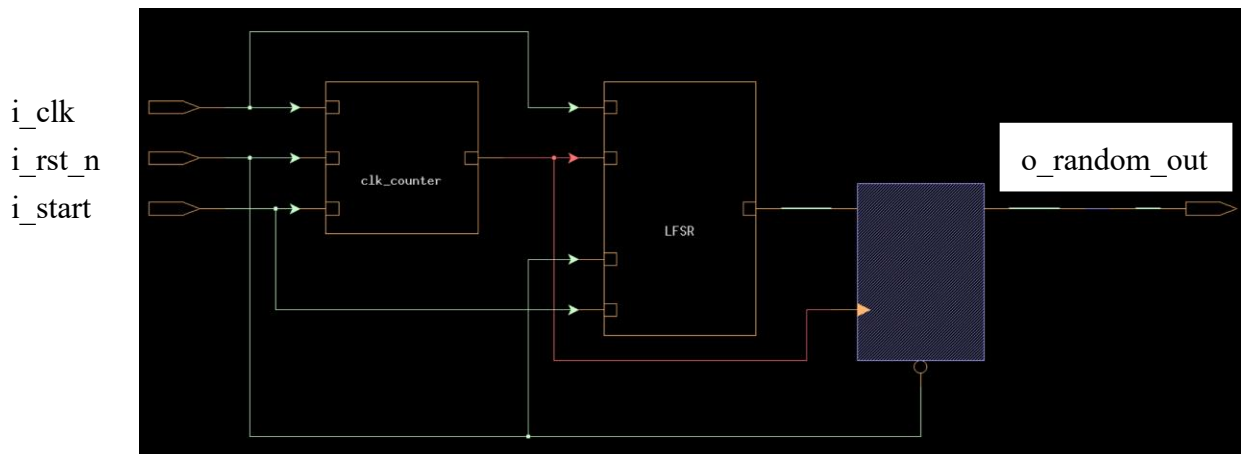 i_clk
i_rst_n
i_start
clk_counter
LFSR
o_random_out